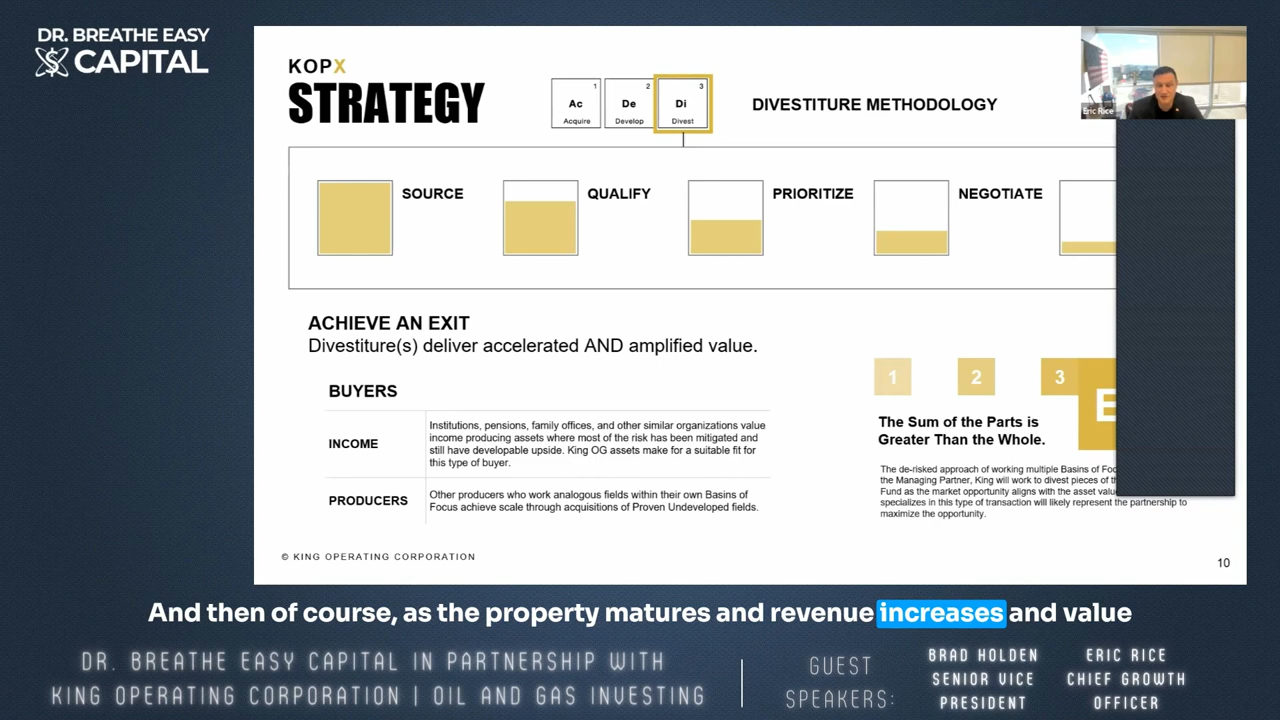 DR. BREATHE EASY
CAPITAL
KOPX
STRATEGY
1
Ac
Acquire
2
De
Develop
3
Di
Divest
DIVESTITURE METHODOLOGY
Eric Rice
SOURCE
QUALIFY
PRIORITIZE
NEGOTIATE
ACHIEVE AN EXIT
Divestiture(s) deliver accelerated AND amplified value.
BUYERS
INCOME
Institutions, pensions, family offices, and other similar organizations value
income producing assets where most of the risk has been mitigated and
still have developable upside. King OG assets make for a suitable fit for
this type of buyer.
PRODUCERS
Other producers who work analogous fields within their own Basins of
Focus achieve scale through acquisitions of Proven Undeveloped fields.
1
2
3
E
The Sum of the Parts is
Greater Than the Whole.
The de-risked approach of working multiple Basins of
the Managing Partner, King will work to divest pieces of
Fund as the market opportunity aligns with the asset
specializes in this type of transaction will likely represent the partnership to
maximize the opportunity.
© KING OPERATING CORPORATION
10
And then of course, as the property matures and revenue increases and value
DR. BREATHE EASY CAPITAL IN PARTNERSHIP WITH
KING OPERATING CORPORATION | OIL AND GAS INVESTING
GUEST
SPEAKERS:
BRAD HOLDEN
SENIOR VICE
PRESIDENT
ERIC RICE
CHIEF GROWTH
OFFICER